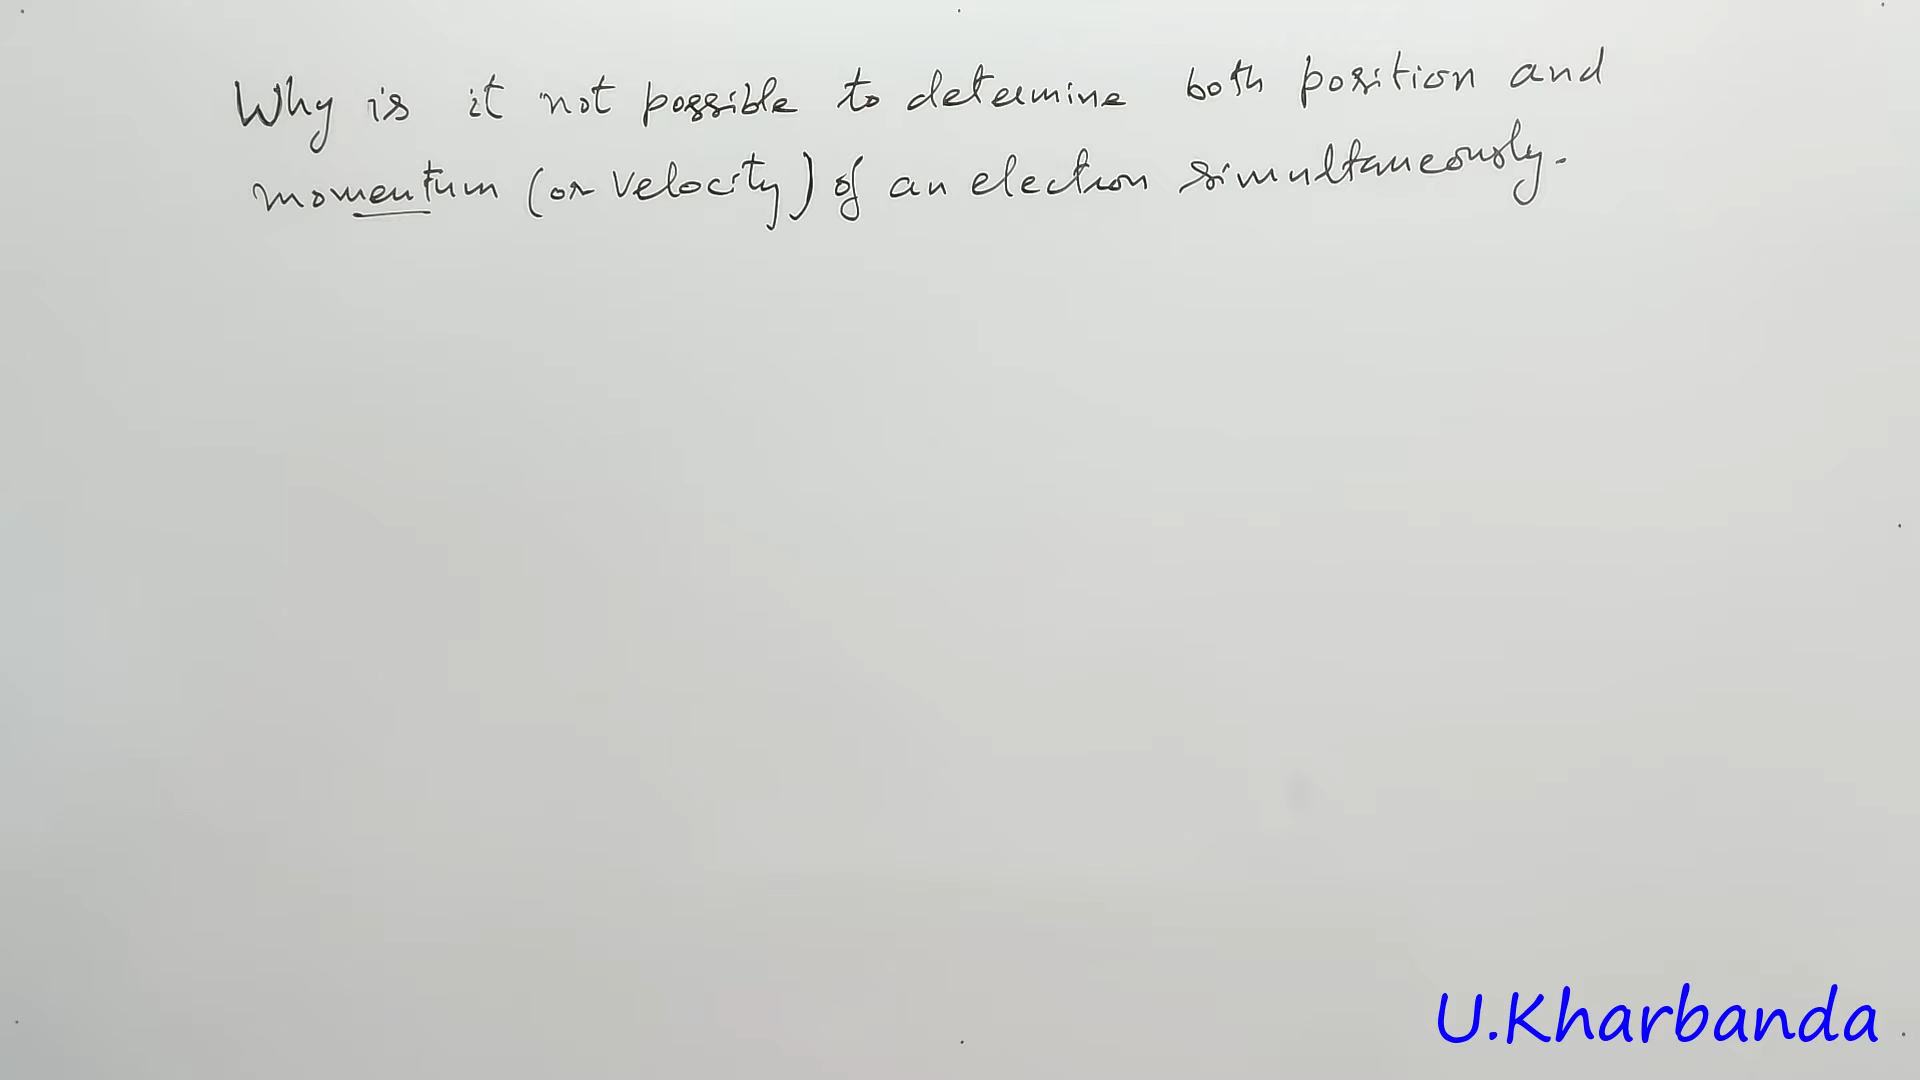 Why is it not possible to determine both position and
momentum (or velocity) of an electron simultaneously.
U.Kharbanda